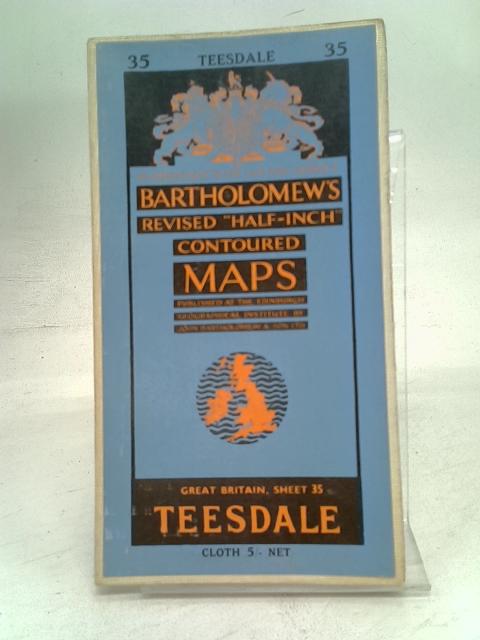 35 TEESDALE 35
BARTHOLOMEW'S
REVISED "HALF-INCH"
CONTOURED
MAPS
PUBLISHED AT THE EDINBURGH
GEOGRAPHICAL INSTITUTE BY
JOHN BARTHOLOMEW & SON LTD
GREAT BRITAIN, SHEET 35
TEESDALE
CLOTH 5/- NET